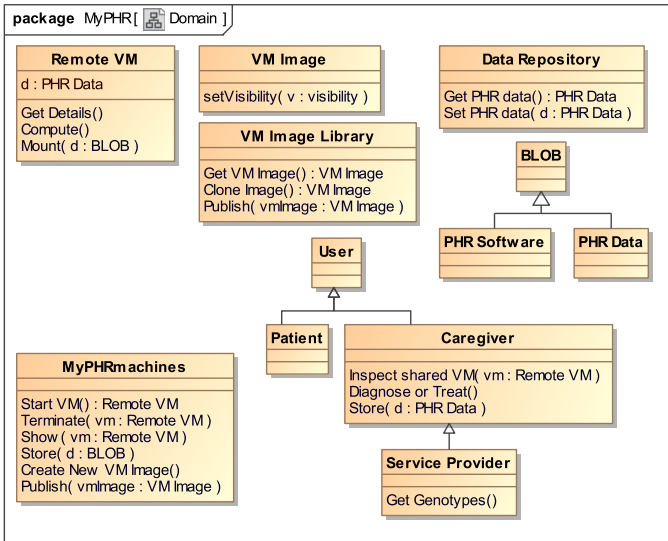 package MyPHR [ Domain ]
Remote VM
d : PHR Data
Get Details()
Compute()
Mount( d : BLOB )
VM Image
setVisibility( v : visibility )
VM Image Library
Get VM Image() : VM Image
Clone Image() : VM Image
Publish( vmImage : VM Image )
Data Repository
Get PHR data() : PHR Data
Set PHR data( d : PHR Data )
BLOB
PHR Software
PHR Data
User
Patient
Caregiver
Inspect shared VM( vm : Remote VM )
Diagnose or Treat()
Store( d : PHR Data )
MyPHRmachines
Start VM() : Remote VM
Terminate( vm : Remote VM )
Show( vm : Remote VM )
Store( d : BLOB )
Create New VM Image()
Publish( vmImage : VM Image )
Service Provider
Get Genotypes()